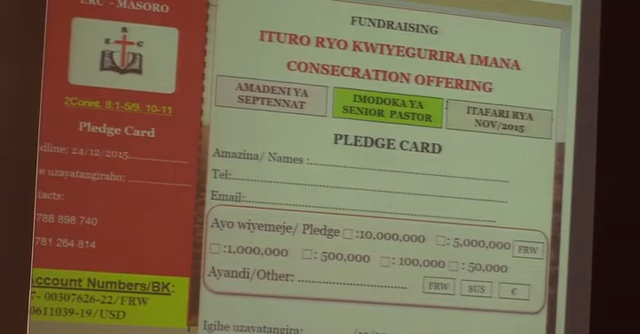 ERC - MASORO
E R C
2Connt. 8:1-5/9, 10-11
Pledge Card
dline: 24/12/2015
e uzayatangiraho:
tacts:
788 898 740
781 264 814
ccount Numbers/BK:
7- 00307626-22/FRW
0611039-19/USD
FUNDRAISING
ITURO RYO KWIYEGURIRA IMANA
CONSECRATION OFFERING
AMADENI YA SEPTENNAT
IMODOKA YA SENIOR PASTOR
ITAFARI RYA NOV/2015
PLEDGE CARD
Amazina/ Names :
Tel:
Email:
Ayo wiyemeje/ Pledge □:10,000,000 □: 5,000,000 FRW
□:1,000,000 □: 500,000 □: 100,000 □: 50,000
Ayandi/Other: FRW $US €
Igihe uzayatangira: